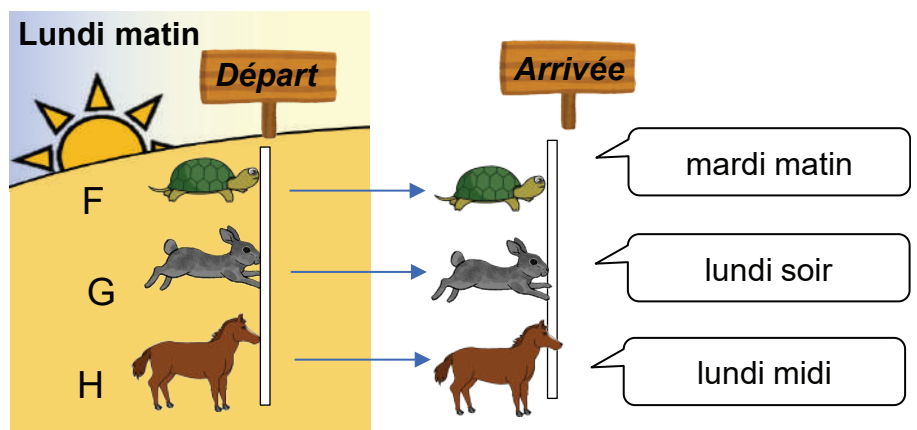 Lundi matin
Départ
Arrivée
mardi matin
F
lundi soir
G
lundi midi
H